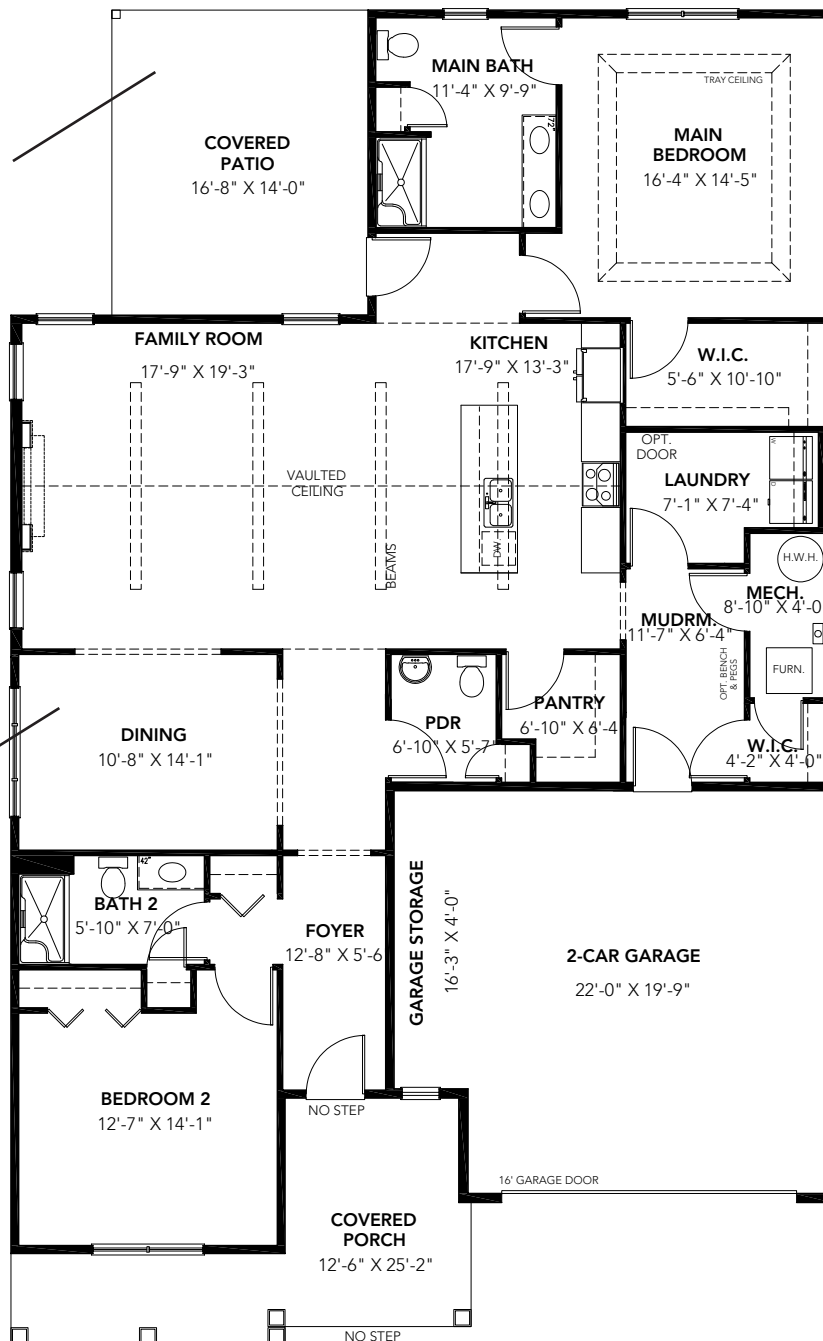 MAIN BATH
11'-4" X 9'-9"
72"
TRAY CEILING
MAIN
BEDROOM
16'-4" X 14'-5"
COVERED
PATIO
16'-8" X 14'-0"
FAMILY ROOM
17'-9" X 19'-3"
KITCHEN
17'-9" X 13'-3"
W.I.C.
5'-6" X 10'-10"
VAULTED
CEILING
BEAMS
DW
OPT.
DOOR
LAUNDRY
7'-1" X 7'-4"
W
D
H.W.H.
MECH.
8'-10" X 4'-0
MUDRM.
11'-7" X 6'-4"
OPT. BENCH
& PEGS
FURN.
W.I.C.
4'-2" X 4'-0"
DINING
10'-8" X 14'-1"
PDR
6'-10" X 5'-7"
PANTRY
6'-10" X 6'-4
42"
BATH 2
5'-10" X 7'-0"
FOYER
12'-8" X 5'-6
GARAGE STORAGE
16'-3" X 4'-0"
2-CAR GARAGE
22'-0" X 19'-9"
BEDROOM 2
12'-7" X 14'-1"
NO STEP
16' GARAGE DOOR
COVERED
PORCH
12'-6" X 25'-2"
NO STEP